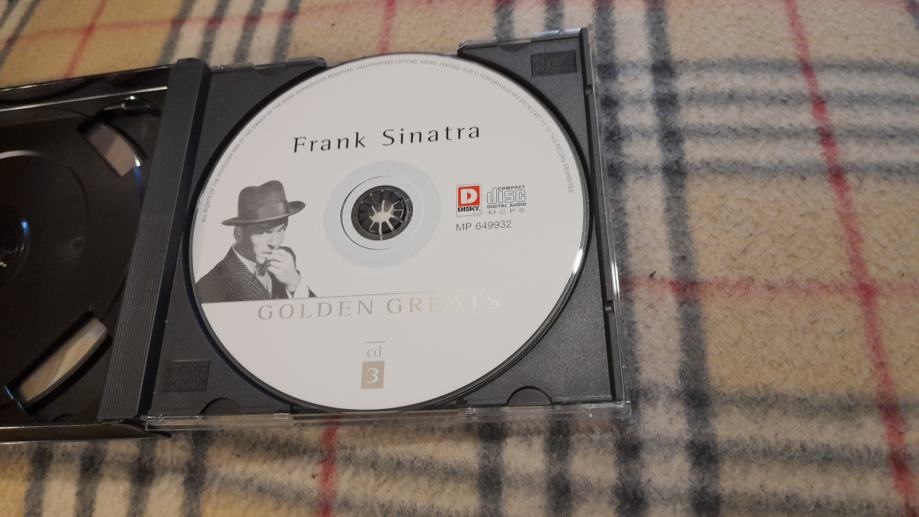 Frank Sinatra
D
DISKY
COMPACT
disc
DIGITAL AUDIO
MCPS
MP 649932
GOLDEN GREATS
cd
3